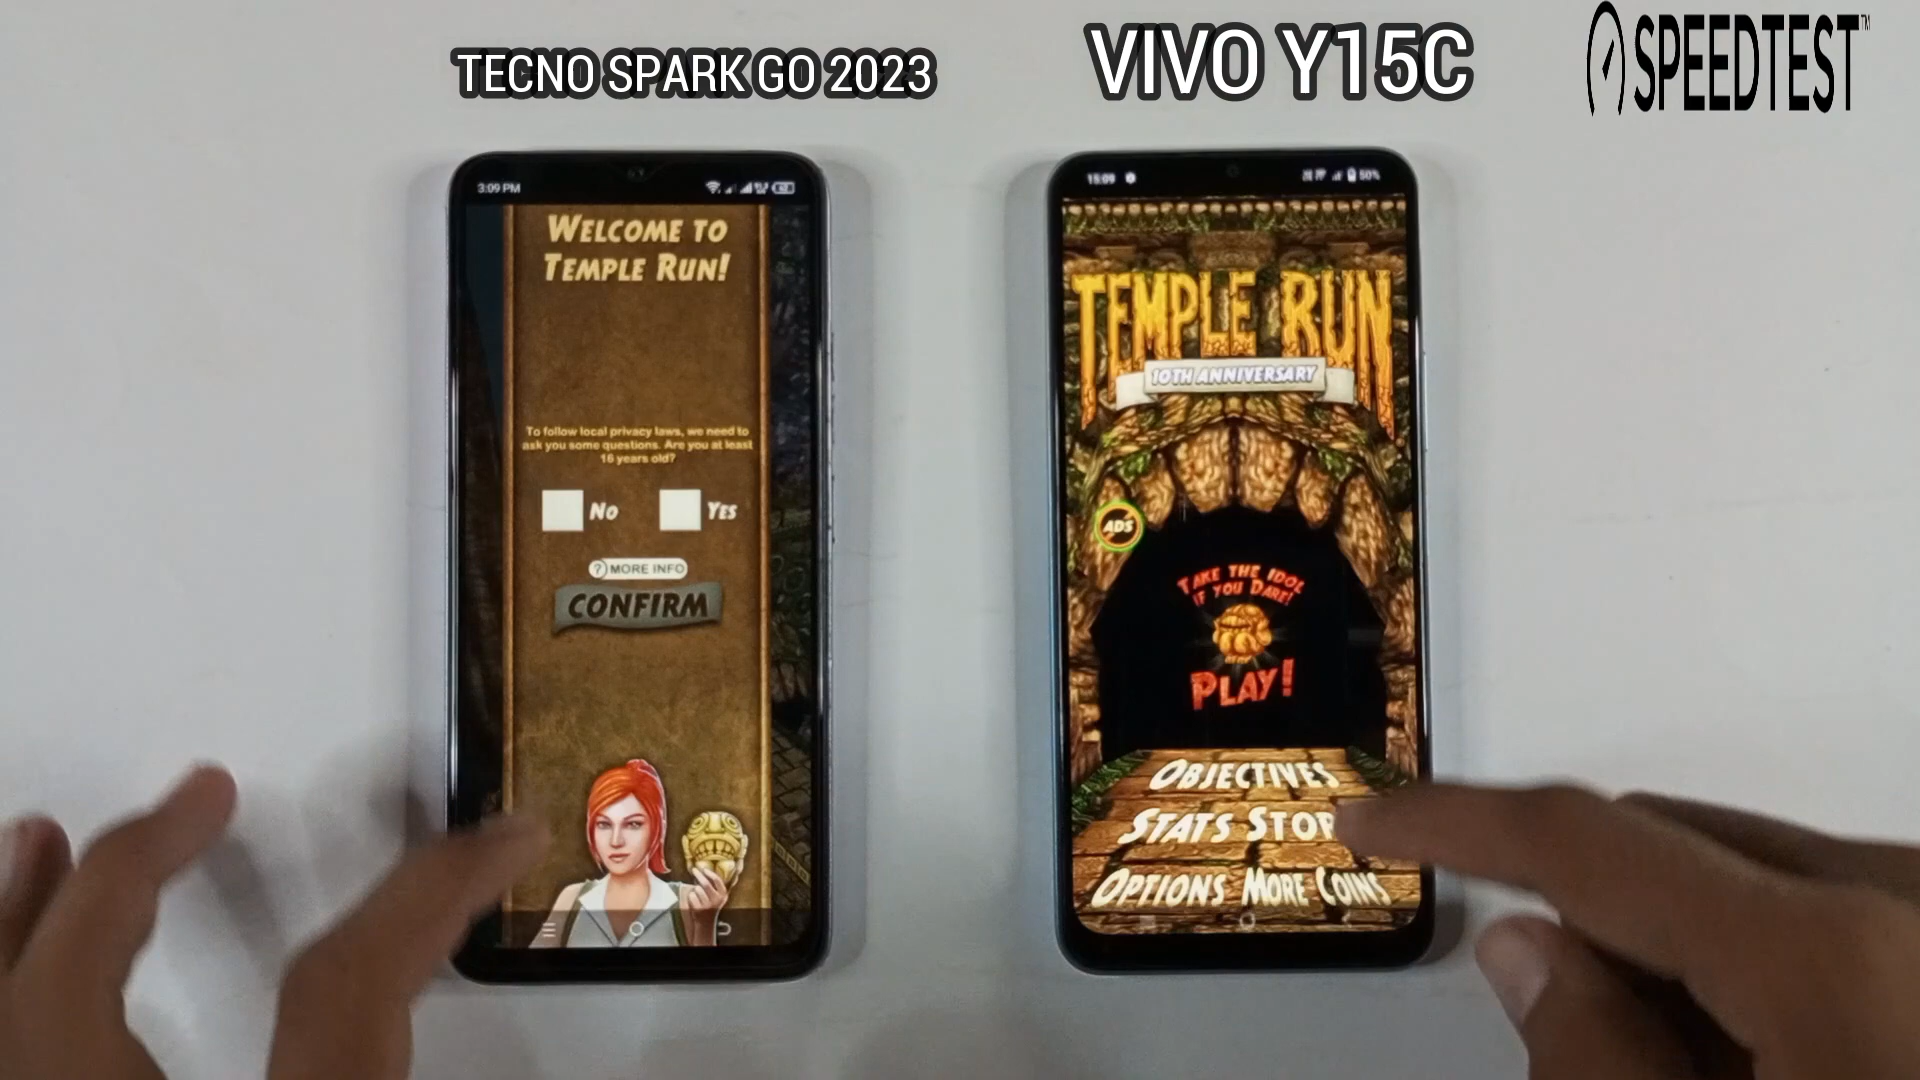 TECNO SPARK GO 2023
VIVO Y15C
SPEEDTEST™
3:09 PM
WELCOME TO
TEMPLE RUN!
To follow local privacy laws, we need to
ask you some questions. Are you at least
16 years old?
NO YES
? MORE INFO
CONFIRM
15:09
50%
TEMPLE RUN
10TH ANNIVERSARY
ADS
TAKE THE IDOL
IF YOU DARE!
PLAY!
OBJECTIVES
STATS STOR
OPTIONS MORE COINS